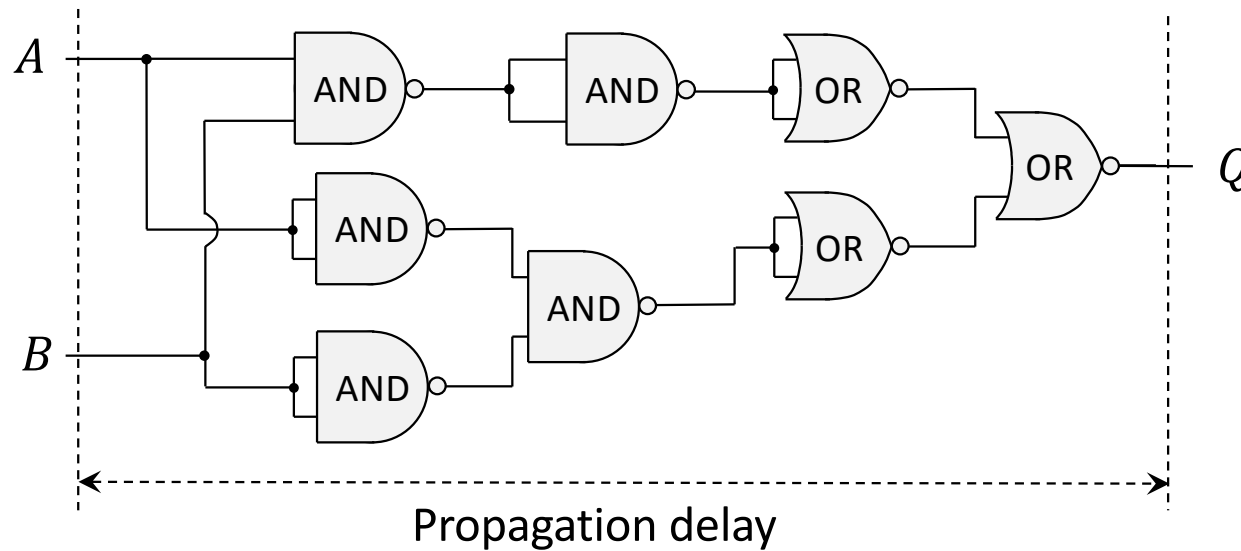 A
AND
AND
OR
OR
Q
AND
OR
AND
B
AND
Propagation delay